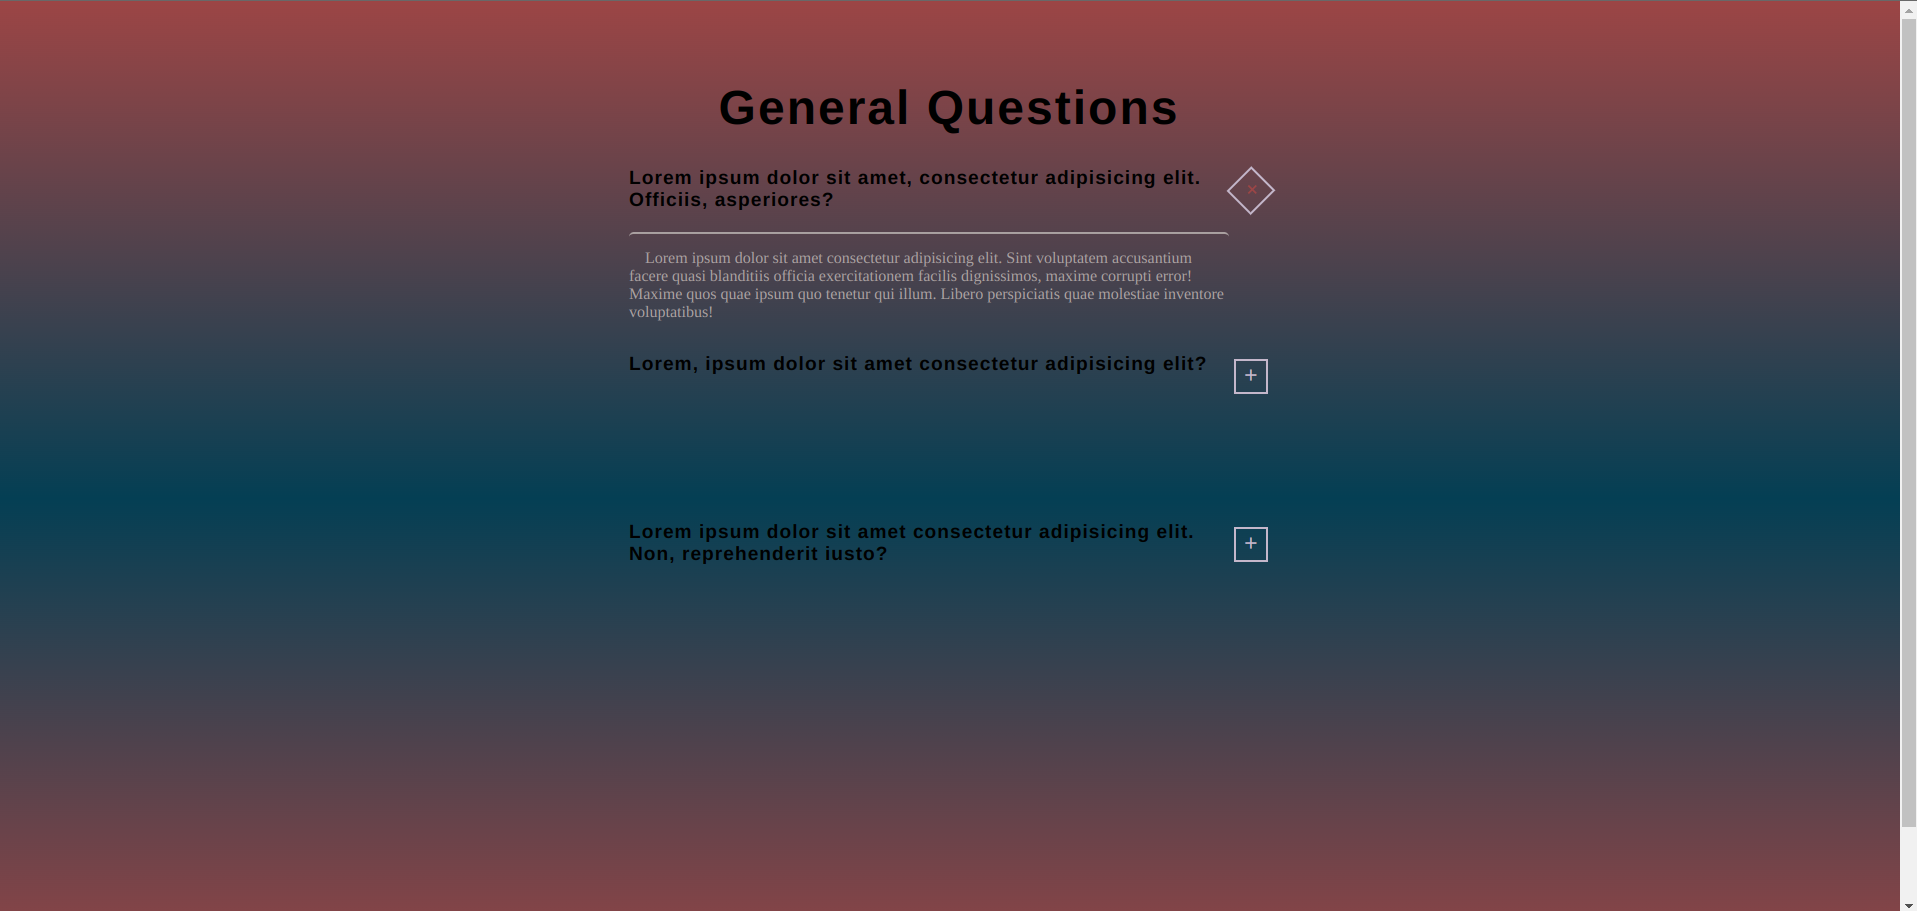 General Questions
Lorem ipsum dolor sit amet, consectetur adipisicing elit.
Officiis, asperiores?
Lorem ipsum dolor sit amet consectetur adipisicing elit. Sint voluptatem accusantium
facere quasi blanditiis officia exercitationem facilis dignissimos, maxime corrupti error!
Maxime quos quae ipsum quo tenetur qui illum. Libero perspiciatis quae molestiae inventore
voluptatibus!
Lorem, ipsum dolor sit amet consectetur adipisicing elit?
+
Lorem ipsum dolor sit amet consectetur adipisicing elit.
Non, reprehenderit iusto?
+